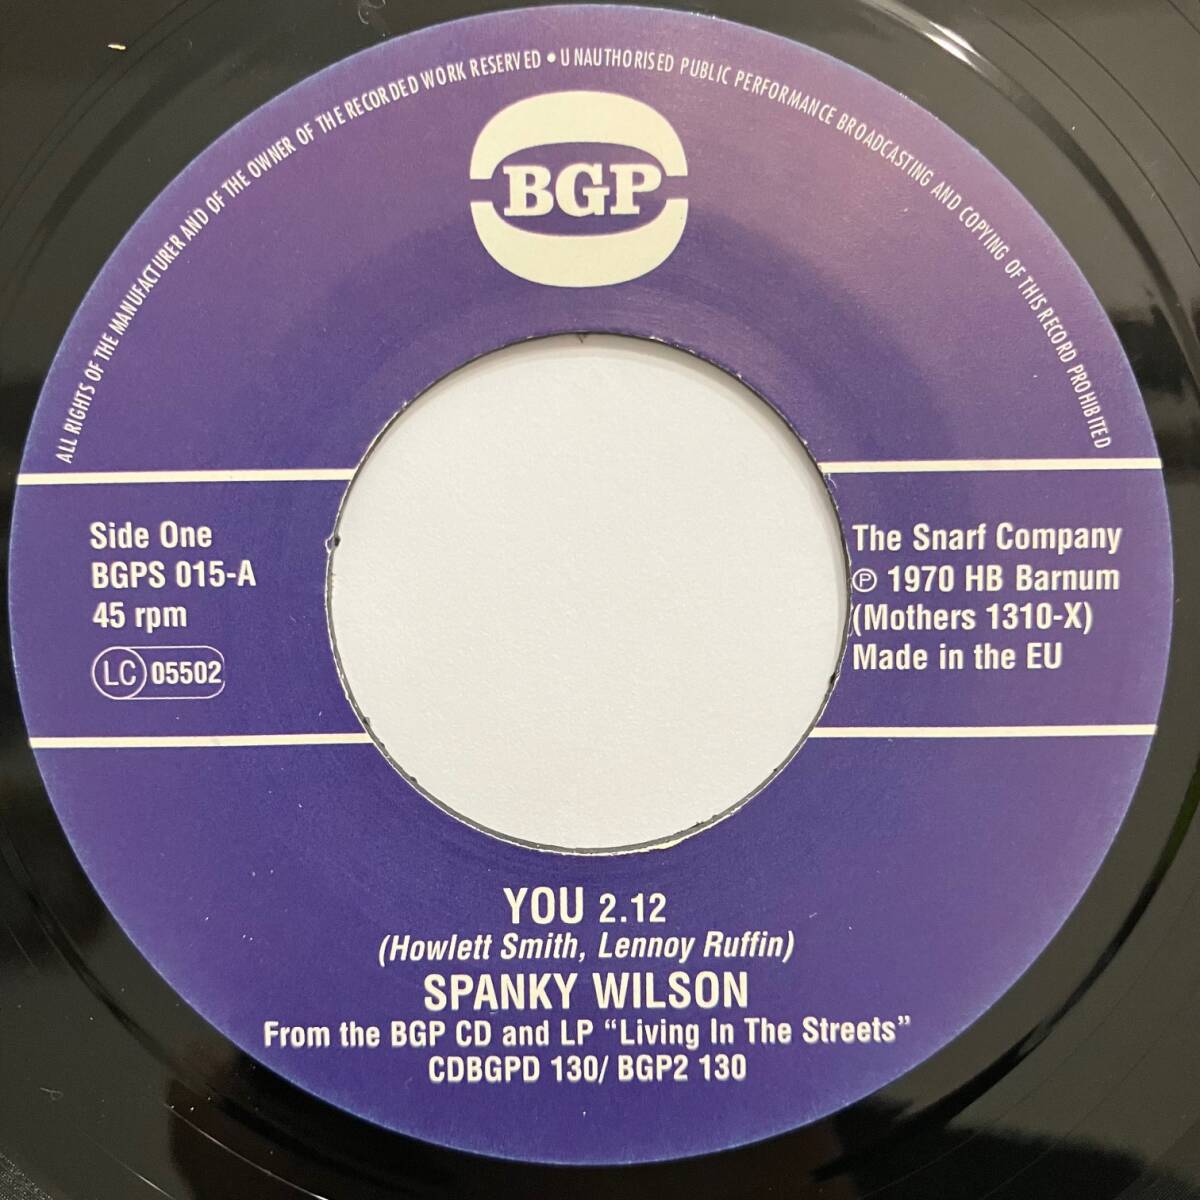 ALL RIGHTS OF THE MANUFACTURER AND OF THE OWNER OF THE RECORDED WORK RESERVED • UNAUTHORISED PUBLIC PERFORMANCE BROADCASTING AND COPYING OF THIS RECORD PROHIBITED
BGP
Side One
BGPS 015-A
45 rpm
LC 05502
The Snarf Company
℗ 1970 HB Barnum
(Mothers 1310-X)
Made in the EU
YOU 2.12
(Howlett Smith, Lennoy Ruffin)
SPANKY WILSON
From the BGP CD and LP “Living In The Streets”
CDBGPD 130/ BGP2 130